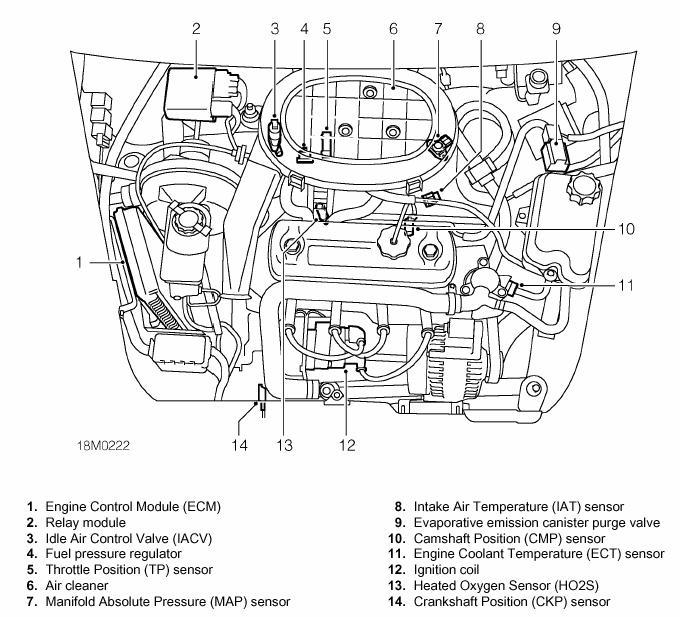 2 3 4 5 6 7 8 9
10
1
11
18M0222
14 13 12
1. Engine Control Module (ECM)
2. Relay module
3. Idle Air Control Valve (IACV)
4. Fuel pressure regulator
5. Throttle Position (TP) sensor
6. Air cleaner
7. Manifold Absolute Pressure (MAP) sensor
8. Intake Air Temperature (IAT) sensor
9. Evaporative emission canister purge valve
10. Camshaft Position (CMP) sensor
11. Engine Coolant Temperature (ECT) sensor
12. Ignition coil
13. Heated Oxygen Sensor (HO2S)
14. Crankshaft Position (CKP) sensor